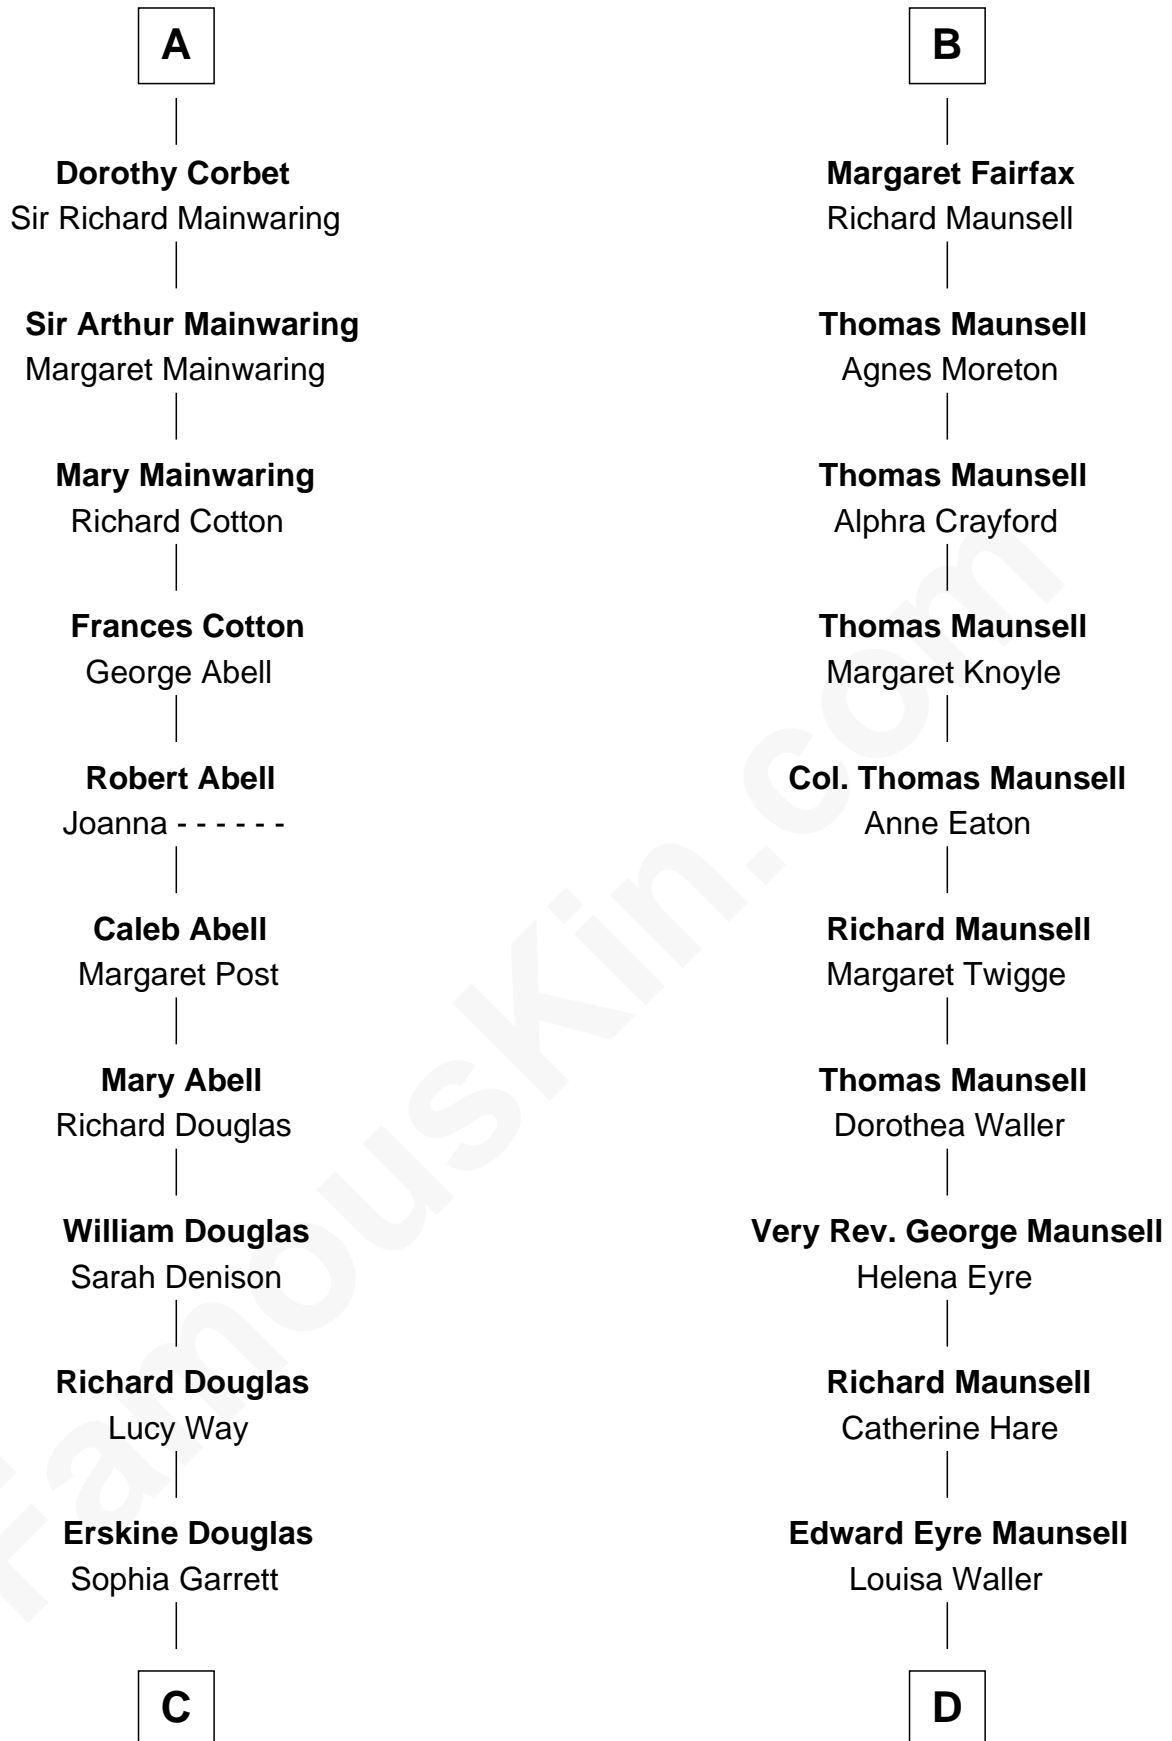 A
Dorothy Corbet
Sir Richard Mainwaring
Sir Arthur Mainwaring
Margaret Mainwaring
Mary Mainwaring
Richard Cotton
Frances Cotton
George Abell
Robert Abell
Joanna - - - - - -
Caleb Abell
Margaret Post
Mary Abell
Richard Douglas
William Douglas
Sarah Denison
Richard Douglas
Lucy Way
Erskine Douglas
Sophia Garrett
C
B
Margaret Fairfax
Richard Maunsell
Thomas Maunsell
Agnes Moreton
Thomas Maunsell
Alphra Crayford
Thomas Maunsell
Margaret Knoyle
Col. Thomas Maunsell
Anne Eaton
Richard Maunsell
Margaret Twigge
Thomas Maunsell
Dorothea Waller
Very Rev. George Maunsell
Helena Eyre
Richard Maunsell
Catherine Hare
Edward Eyre Maunsell
Louisa Waller
D
FamousKin.com